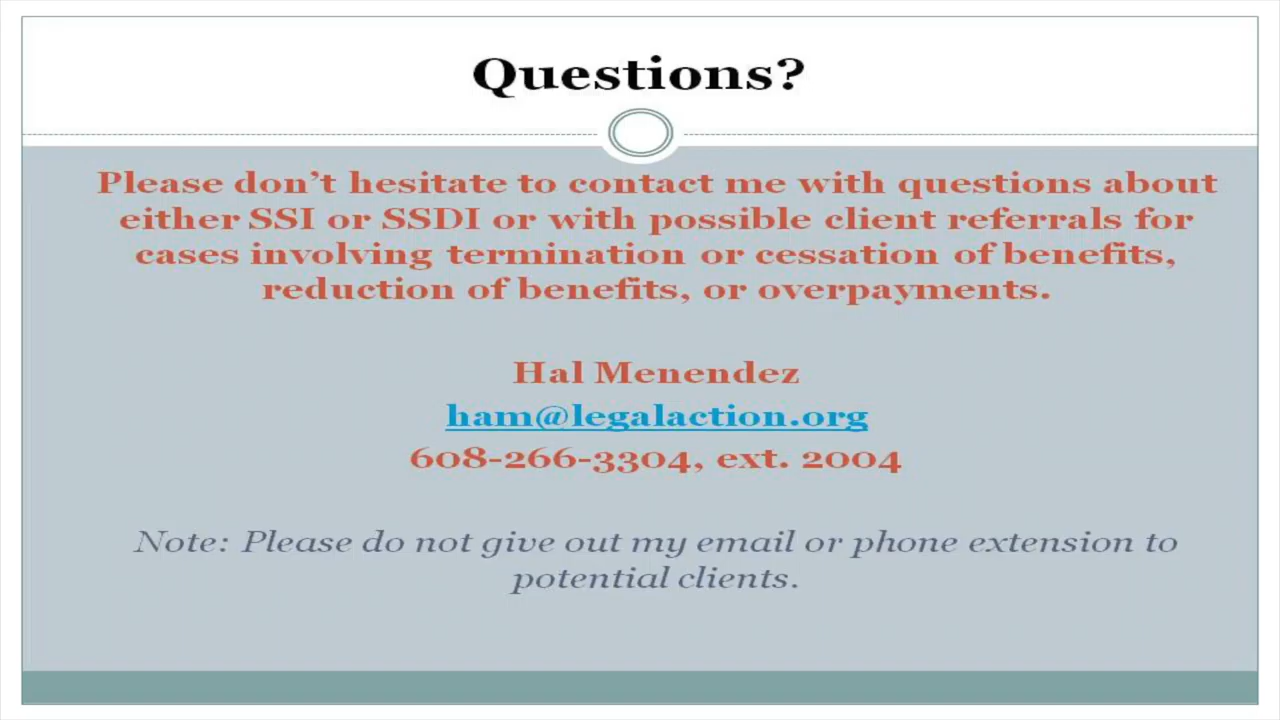 Questions?
Please don’t hesitate to contact me with questions about
either SSI or SSDI or with possible client referrals for
cases involving termination or cessation of benefits,
reduction of benefits, or overpayments.
Hal Menendez
ham@legalaction.org
608-266-3304, ext. 2004
Note: Please do not give out my email or phone extension to
potential clients.